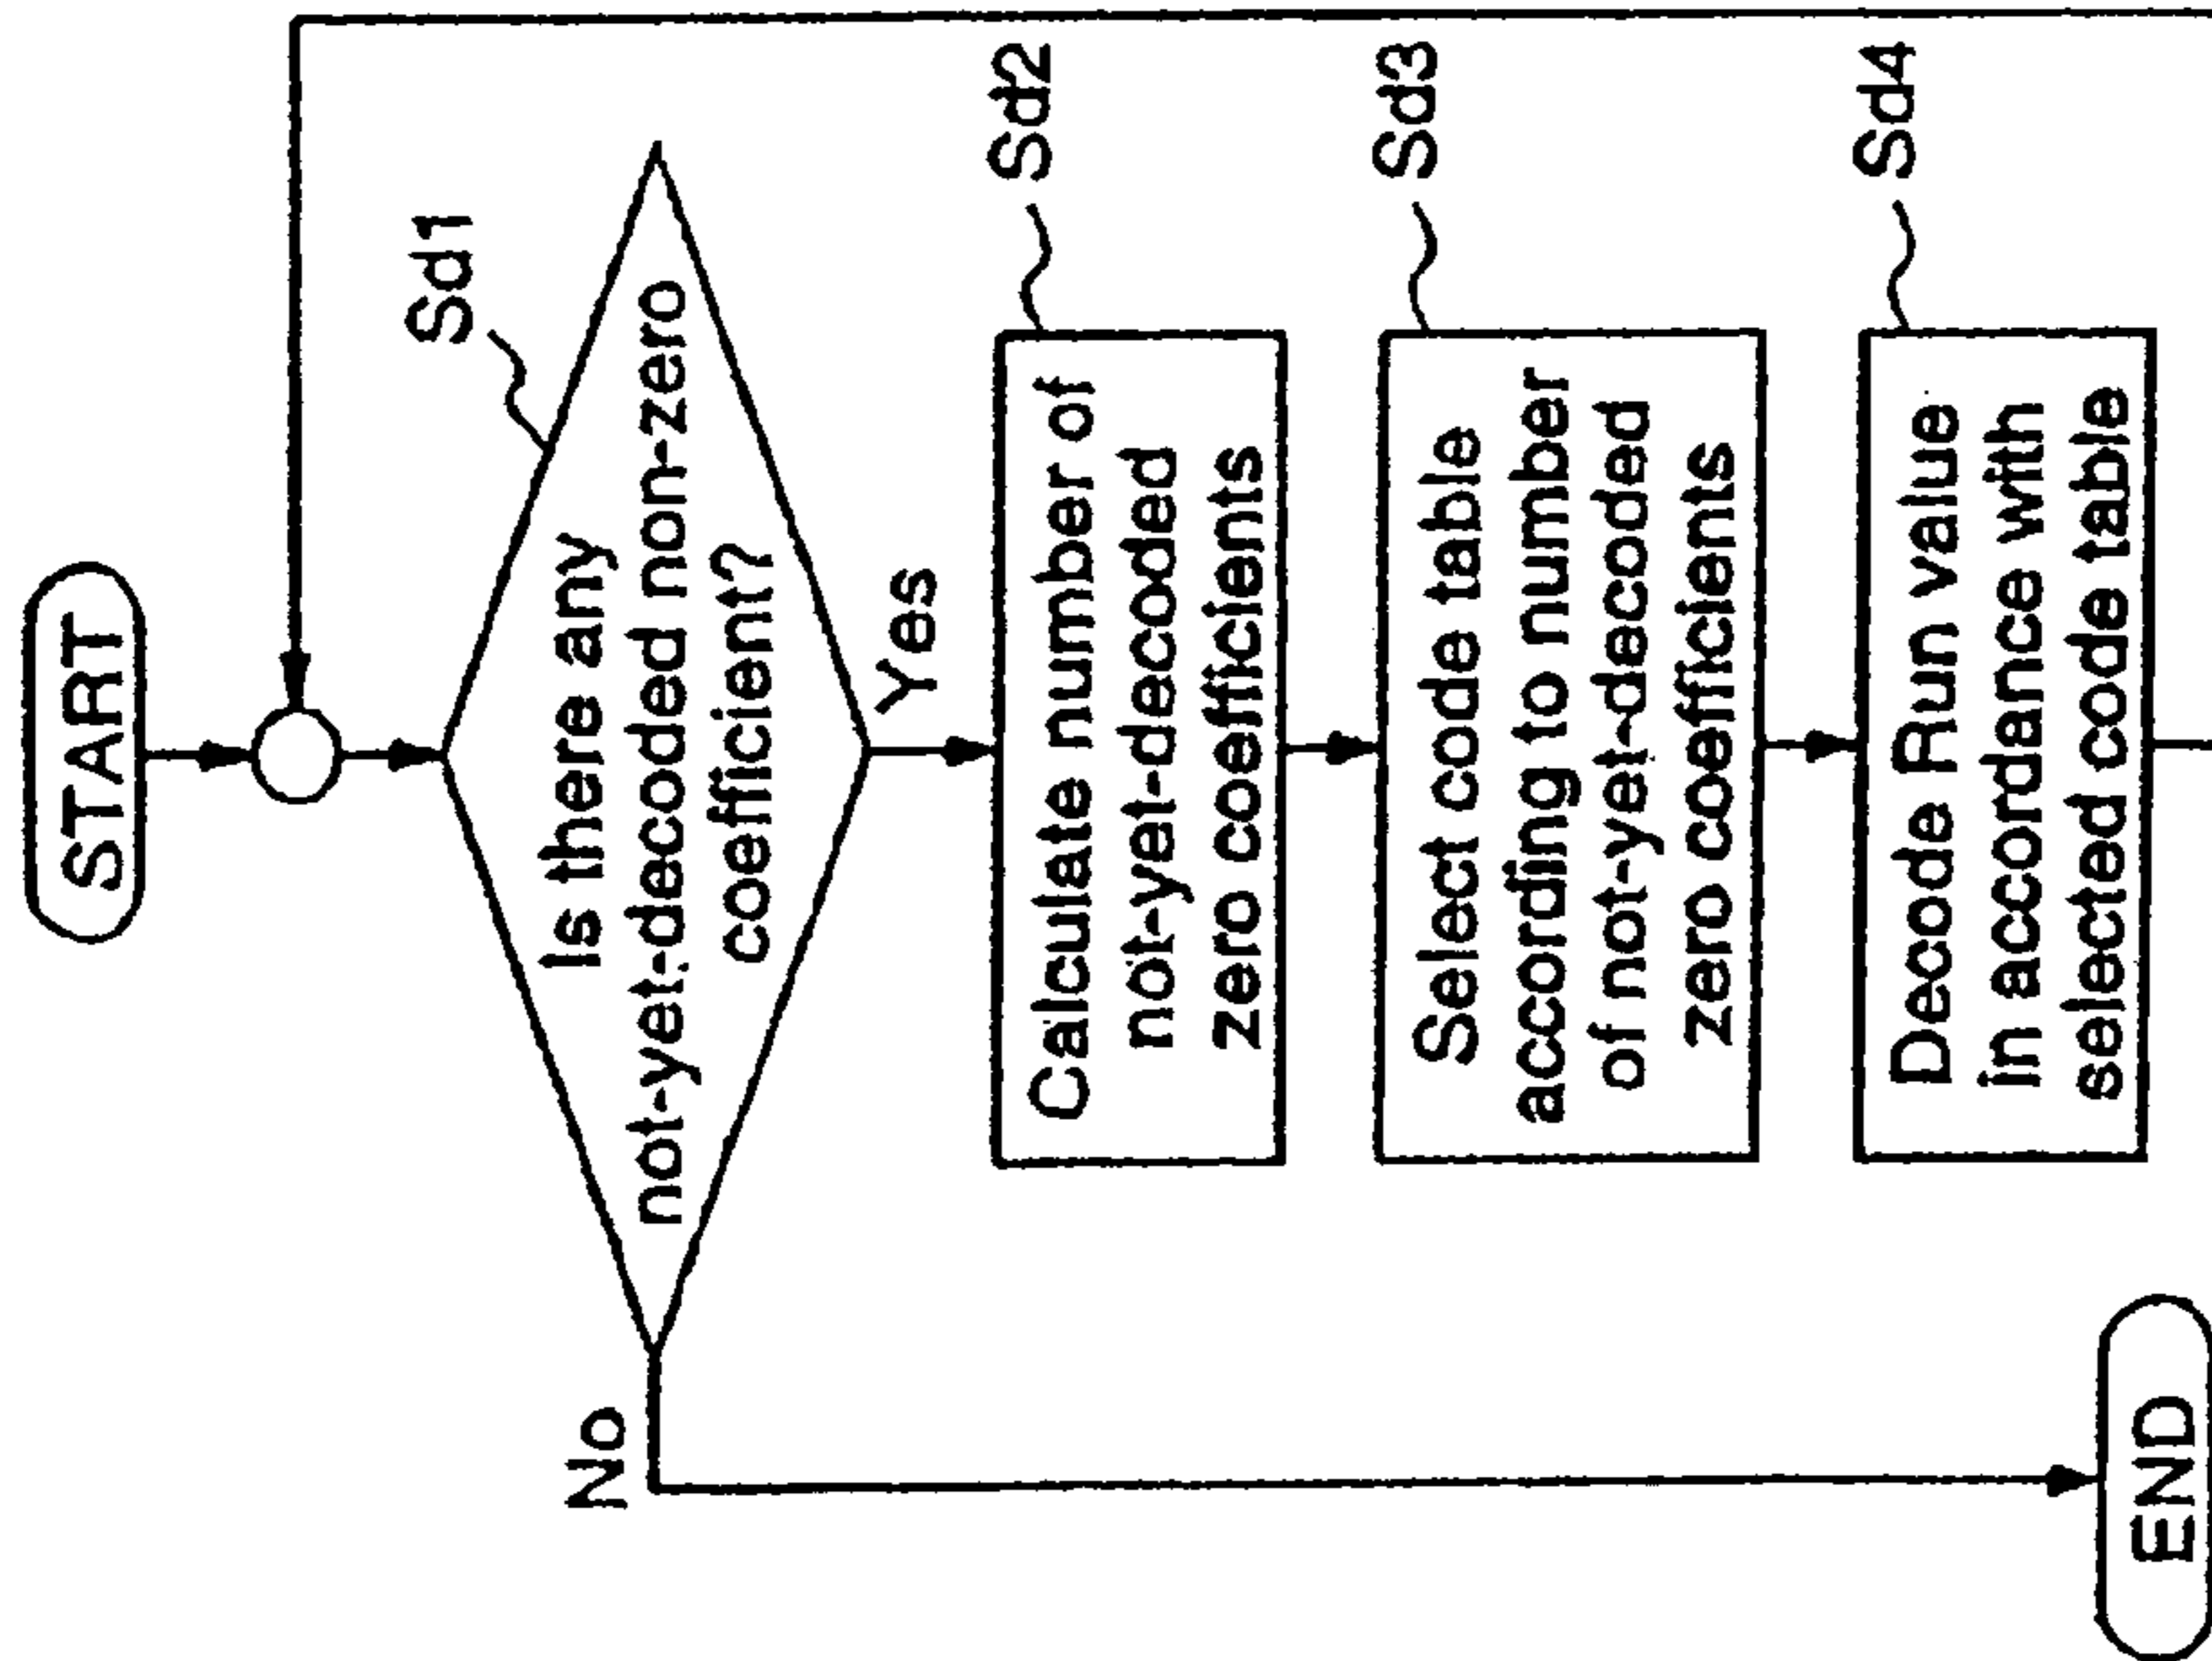 START
Sd1
Is there any
not-yet-decoded non-zero
coefficient?
No
Yes
Sd2
Calculate number of
not-yet-decoded
zero coefficients
Sd3
Select code table
according to number
of not-yet-decoded
zero coefficients
Sd4
Decode Run value
in accordance with
selected code table
END